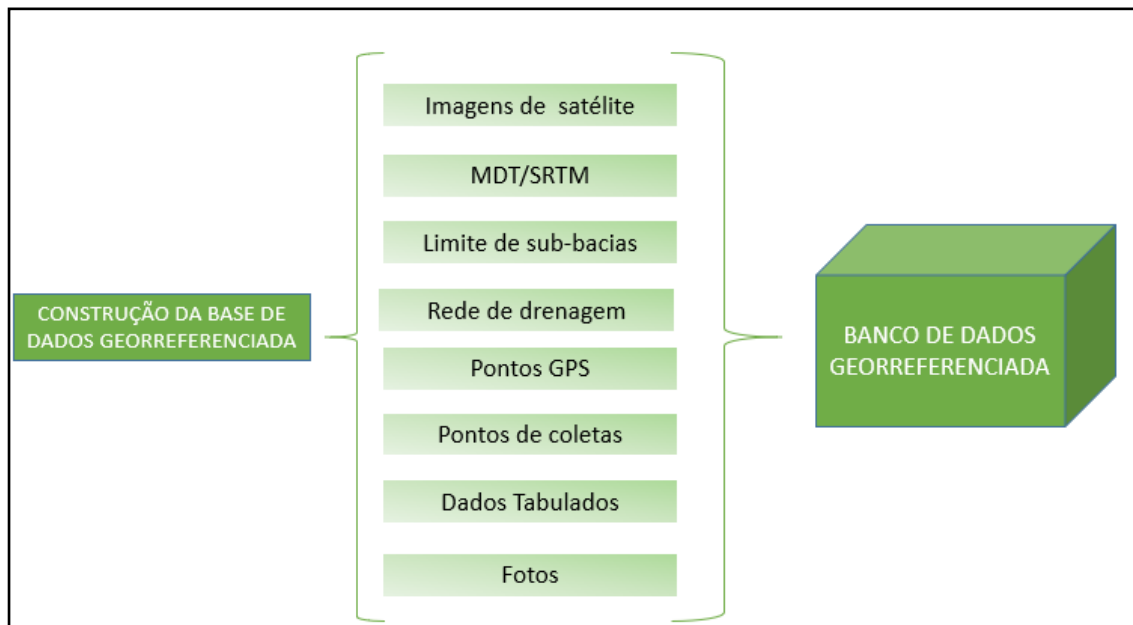 CONSTRUÇÃO DA BASE DE
DADOS GEORREFERENCIADA
Imagens de satélite
MDT/SRTM
Limite de sub-bacias
Rede de drenagem
Pontos GPS
Pontos de coletas
Dados Tabulados
Fotos
BANCO DE DADOS
GEORREFERENCIADA